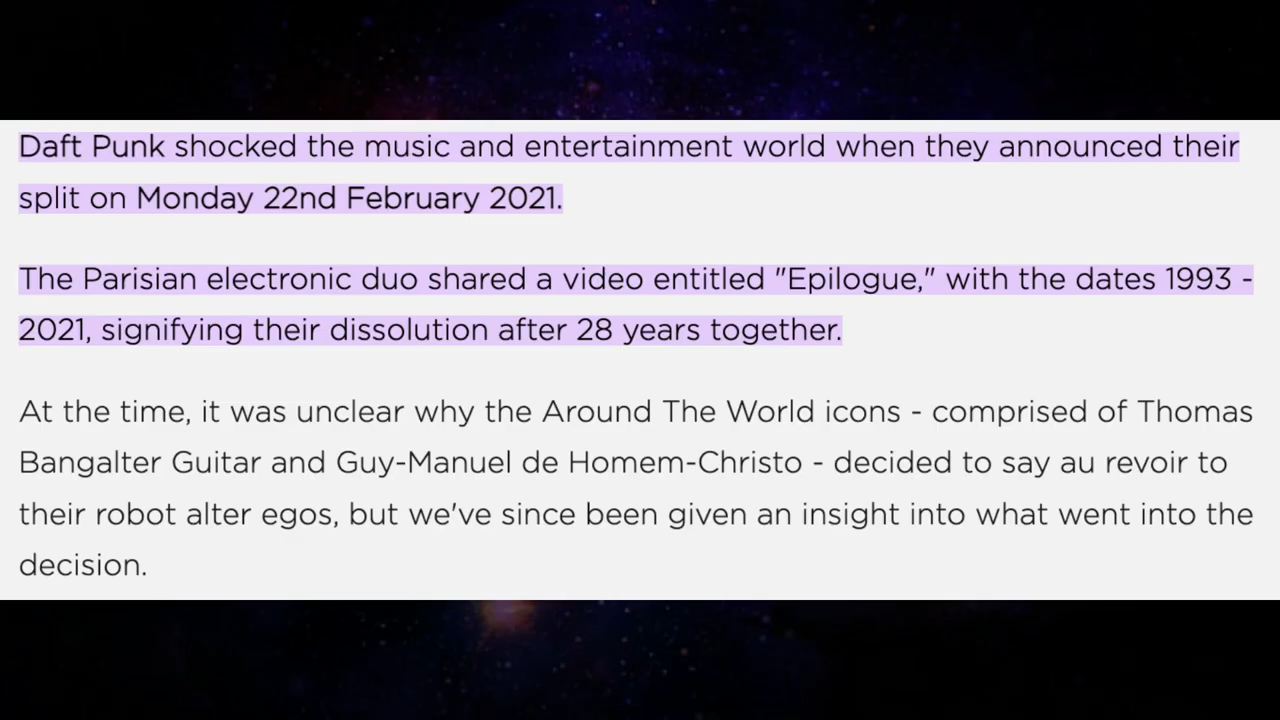 Daft Punk shocked the music and entertainment world when they announced their
split on Monday 22nd February 2021.
The Parisian electronic duo shared a video entitled "Epilogue," with the dates 1993 -
2021, signifying their dissolution after 28 years together.
At the time, it was unclear why the Around The World icons - comprised of Thomas
Bangalter Guitar and Guy-Manuel de Homem-Christo - decided to say au revoir to
their robot alter egos, but we've since been given an insight into what went into the
decision.